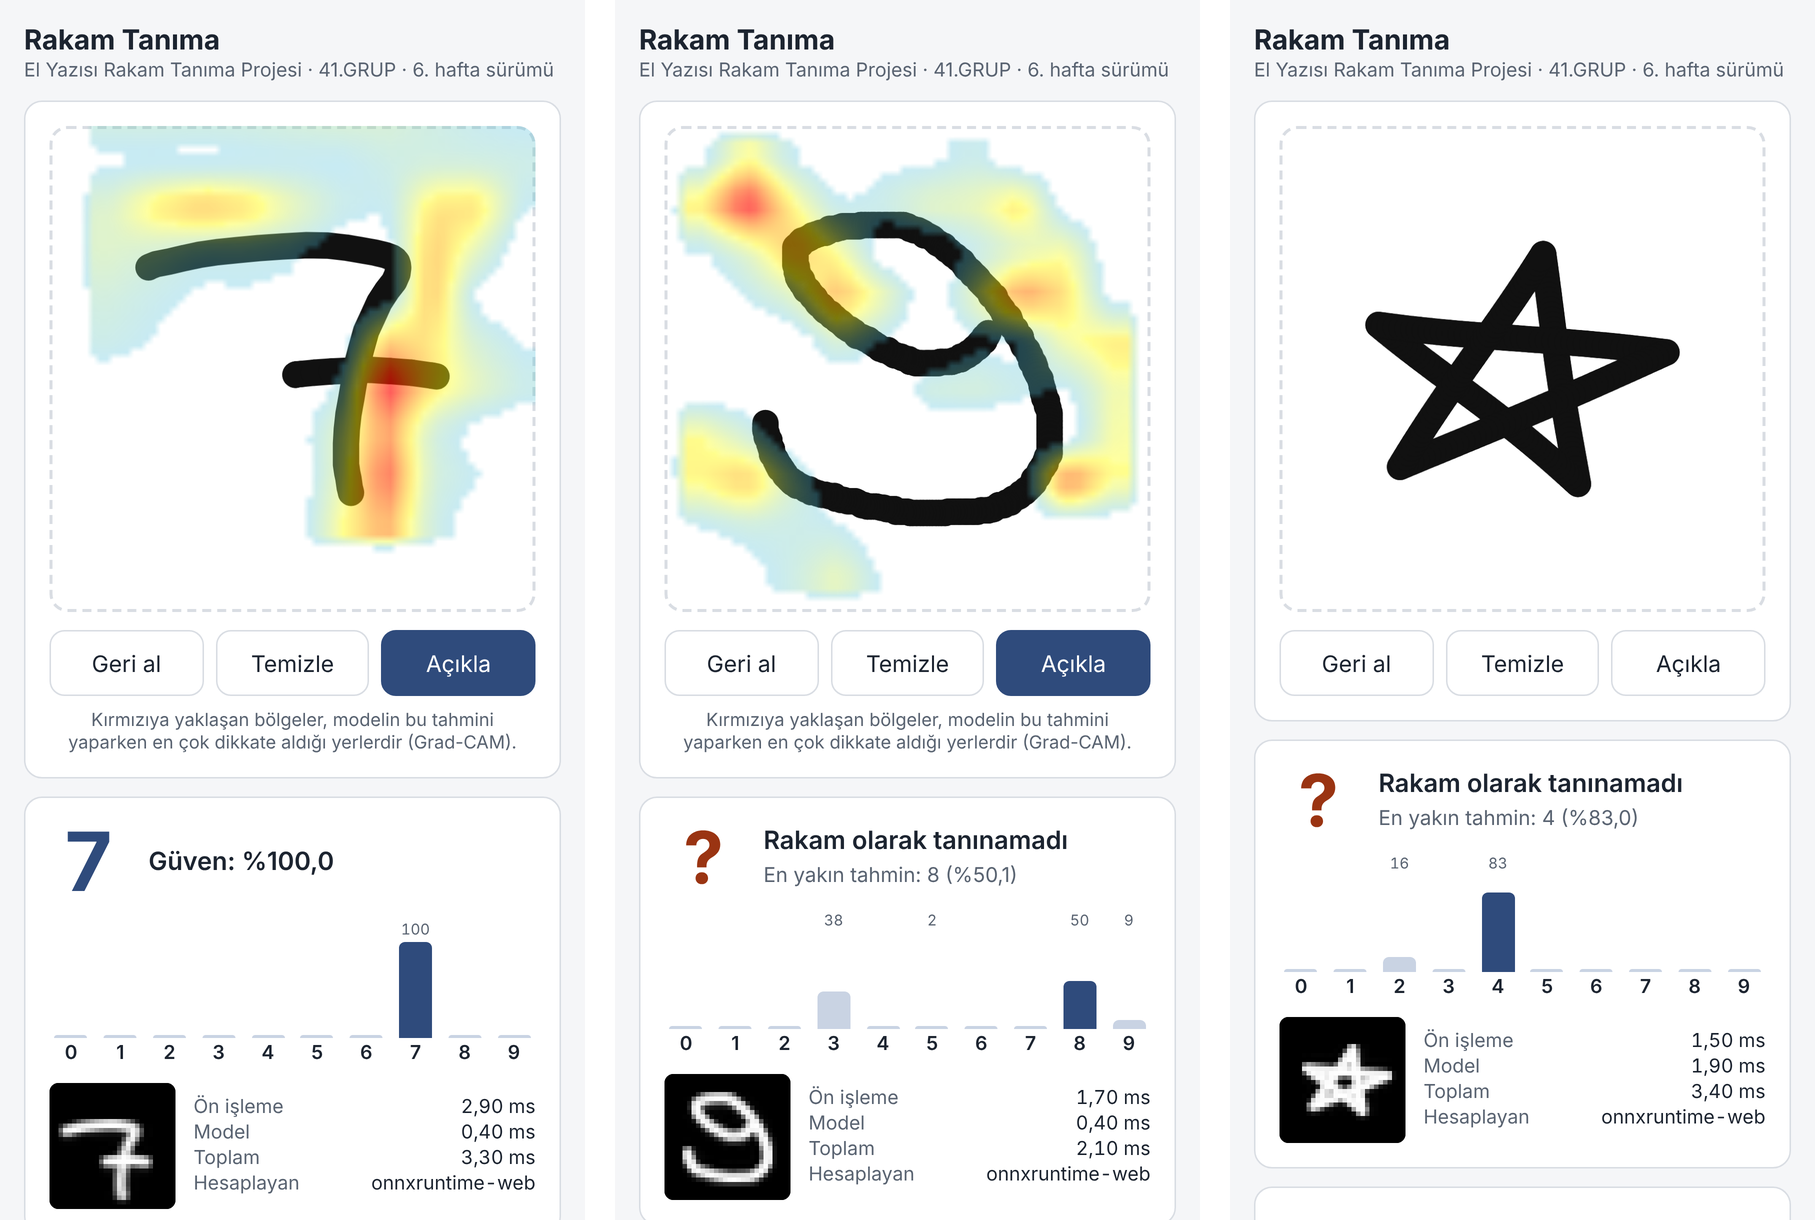 Rakam Tanıma
El Yazısı Rakam Tanıma Projesi · 41.GRUP · 6. hafta sürümü
7
Geri al
Temizle
Açıkla
Kırmızıya yaklaşan bölgeler, modelin bu tahmini
yaparken en çok dikkate aldığı yerlerdir (Grad-CAM).
7
Güven: %100,0
100
0 1 2 3 4 5 6 7 8 9
7
Ön işleme 2,90 ms
Model 0,40 ms
Toplam 3,30 ms
Hesaplayan onnxruntime-web
Rakam Tanıma
El Yazısı Rakam Tanıma Projesi · 41.GRUP · 6. hafta sürümü
9
Geri al
Temizle
Açıkla
Kırmızıya yaklaşan bölgeler, modelin bu tahmini
yaparken en çok dikkate aldığı yerlerdir (Grad-CAM).
?
Rakam olarak tanınamadı
En yakın tahmin: 8 (%50,1)
38 2 50 9
0 1 2 3 4 5 6 7 8 9
9
Ön işleme 1,70 ms
Model 0,40 ms
Toplam 2,10 ms
Hesaplayan onnxruntime-web
Rakam Tanıma
El Yazısı Rakam Tanıma Projesi · 41.GRUP · 6. hafta sürümü
Geri al
Temizle
Açıkla
?
Rakam olarak tanınamadı
En yakın tahmin: 4 (%83,0)
16 83
0 1 2 3 4 5 6 7 8 9
Ön işleme 1,50 ms
Model 1,90 ms
Toplam 3,40 ms
Hesaplayan onnxruntime-web